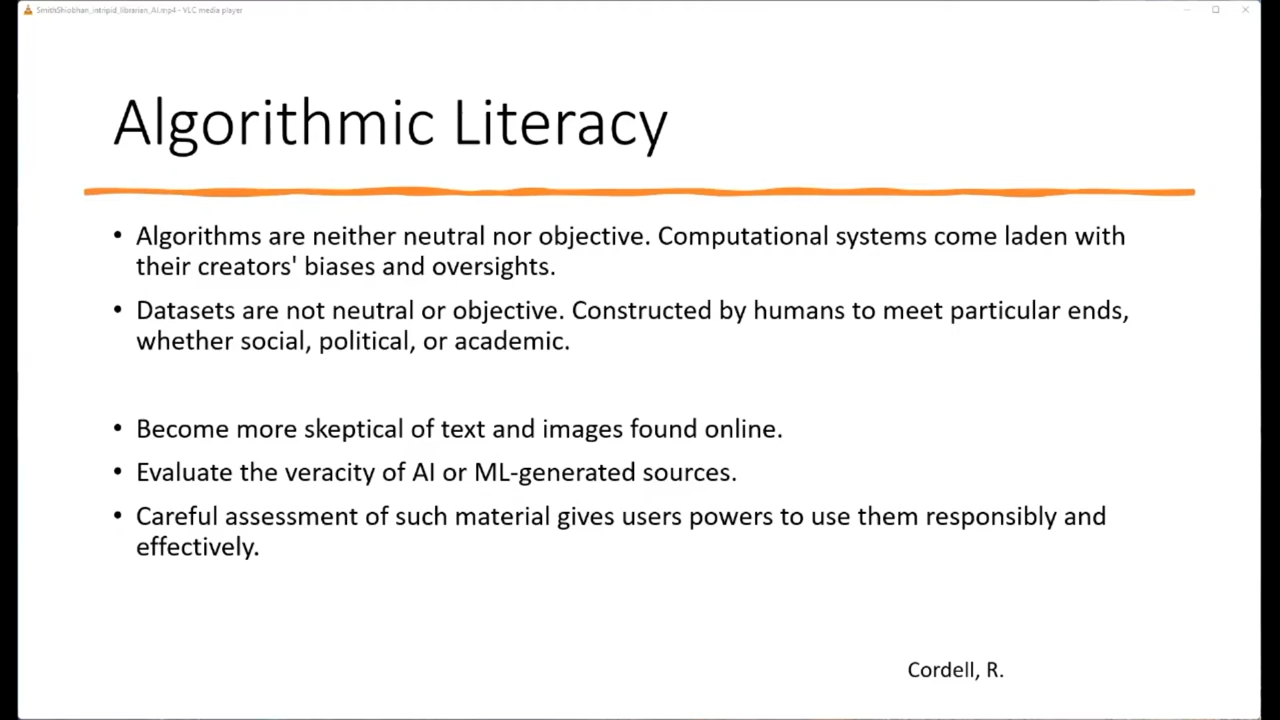 SmithShiobhan_intripid_librarian_AI.mp4 - VLC media player
Algorithmic Literacy
• Algorithms are neither neutral nor objective. Computational systems come laden with
their creators' biases and oversights.
• Datasets are not neutral or objective. Constructed by humans to meet particular ends,
whether social, political, or academic.
• Become more skeptical of text and images found online.
• Evaluate the veracity of AI or ML-generated sources.
• Careful assessment of such material gives users powers to use them responsibly and
effectively.
Cordell, R.